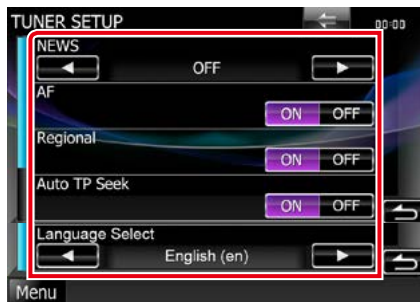 TUNER SETUP 00:00
NEWS
OFF
AF
ON OFF
Regional
ON OFF
Auto TP Seek
ON OFF
Language Select
English (en)
Menu